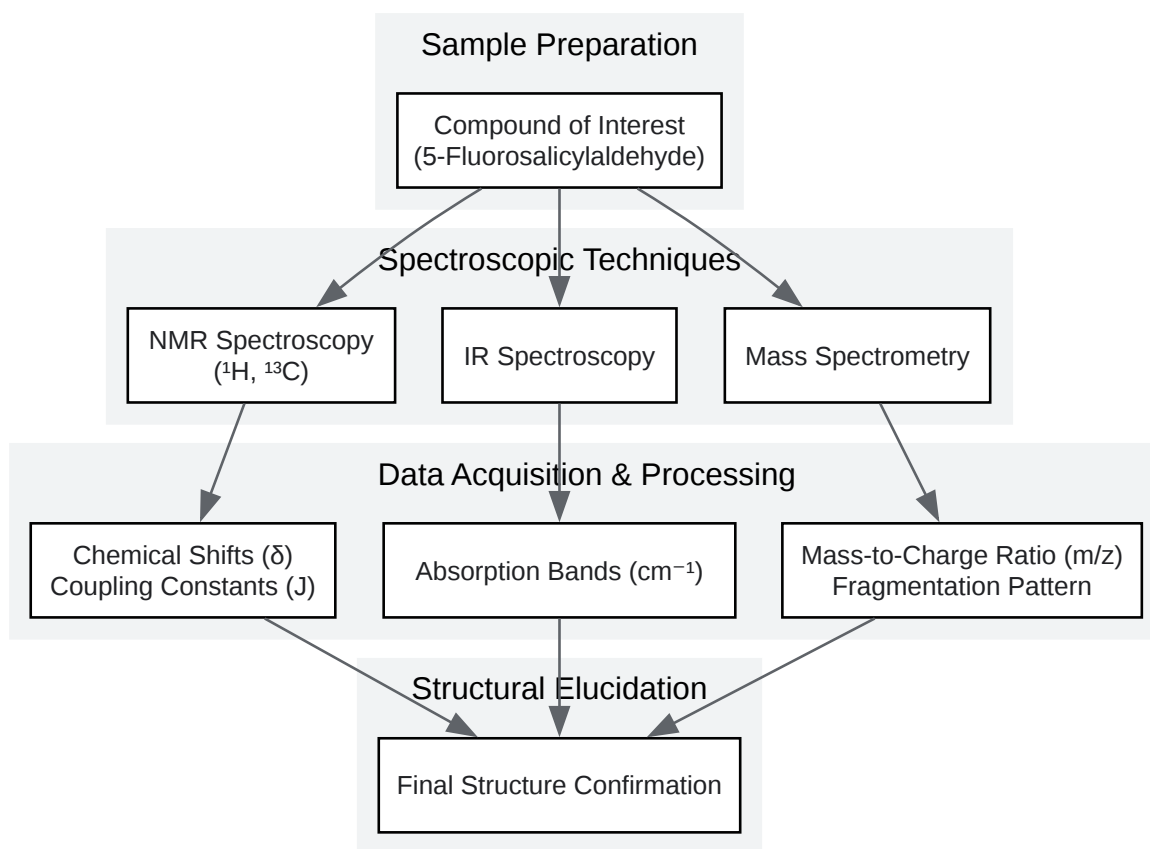 Sample Preparation
Compound of Interest
(5-Fluorosalicylaldehyde)
Spectroscopic Techniques
NMR Spectroscopy
(¹H, ¹³C)
IR Spectroscopy
Mass Spectrometry
Data Acquisition & Processing
Chemical Shifts (δ)
Coupling Constants (J)
Absorption Bands (cm⁻¹)
Mass-to-Charge Ratio (m/z)
Fragmentation Pattern
Structural Elucidation
Final Structure Confirmation